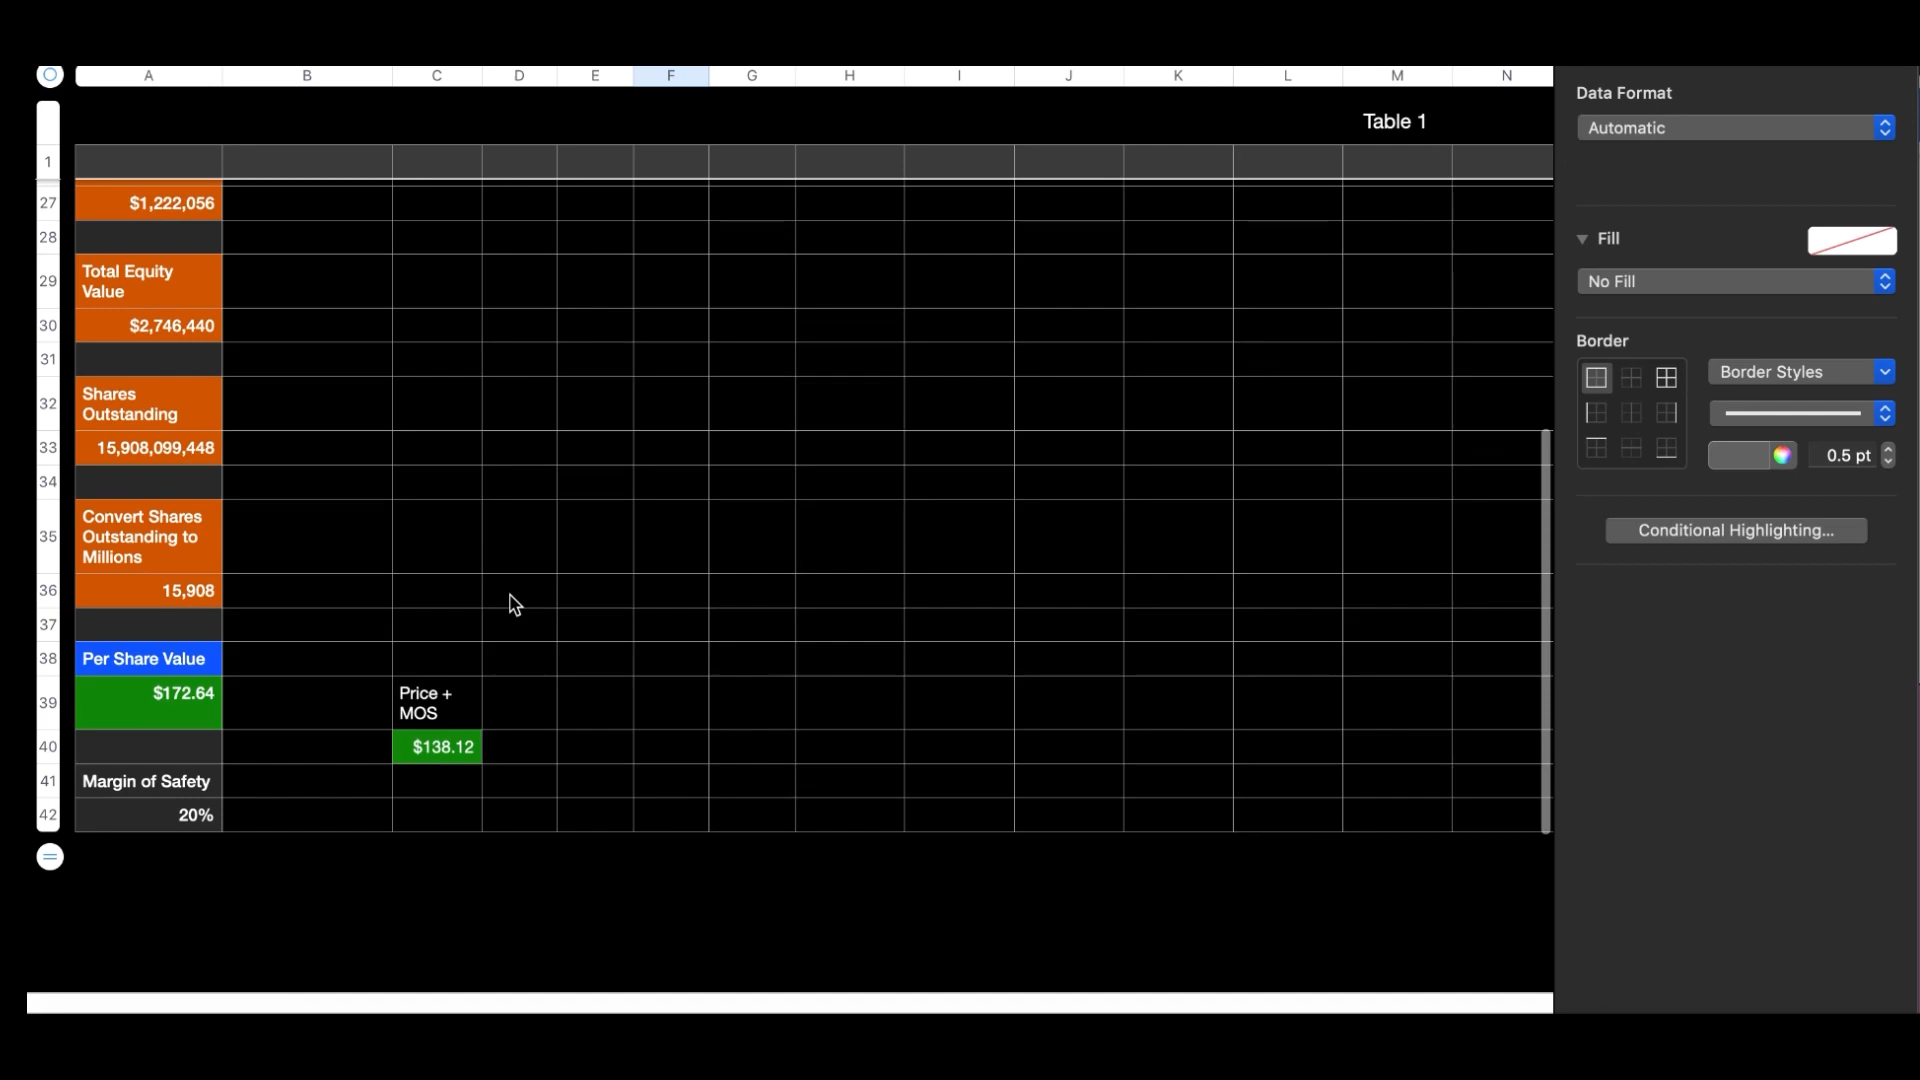 A B C D E F G H I J K L M N
Table 1
1
27 $1,222,056
28
29 Total Equity
Value
30 $2,746,440
31
32 Shares
Outstanding
33 15,908,099,448
34
35 Convert Shares
Outstanding to
Millions
36 15,908
37
38 Per Share Value
39 $172.64 Price +
MOS
40 $138.12
41 Margin of Safety
42 20%
Data Format
Automatic
Fill
No Fill
Border
Border Styles
0.5 pt
Conditional Highlighting...